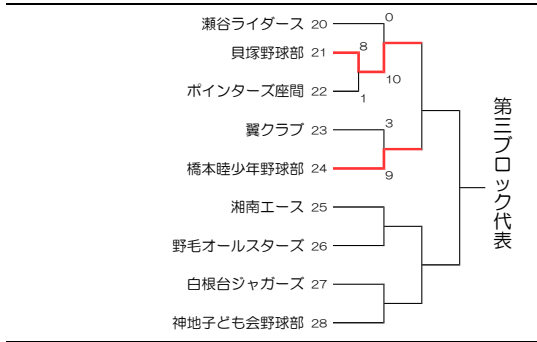 瀬谷ライダース 20
0
貝塚野球部 21
8
10
ポインターズ座間 22
1
翼クラブ 23
3
橋本睦少年野球部 24
9
湘南エース 25
野毛オールスターズ 26
白根台ジャガーズ 27
神地子ども会野球部 28
第三ブロック代表